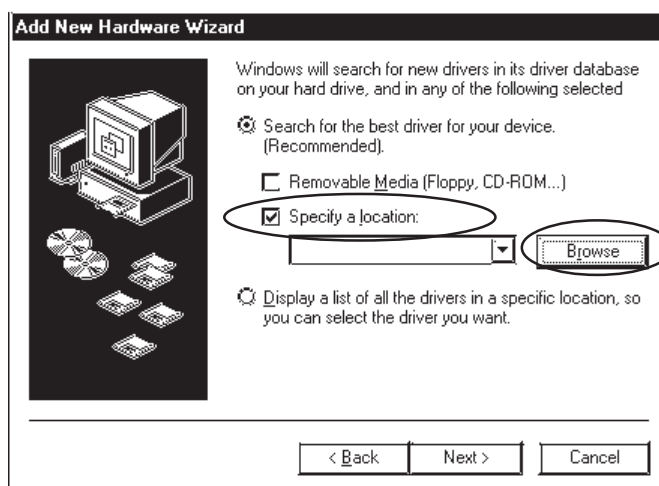 Add New Hardware Wizard
Windows will search for new drivers in its driver database
on your hard drive, and in any of the following selected
Search for the best driver for your device.
(Recommended).
Removable Media (Floppy, CD-ROM...)
Specify a location:
Browse
Display a list of all the drivers in a specific location, so
you can select the driver you want.
< Back
Next >
Cancel